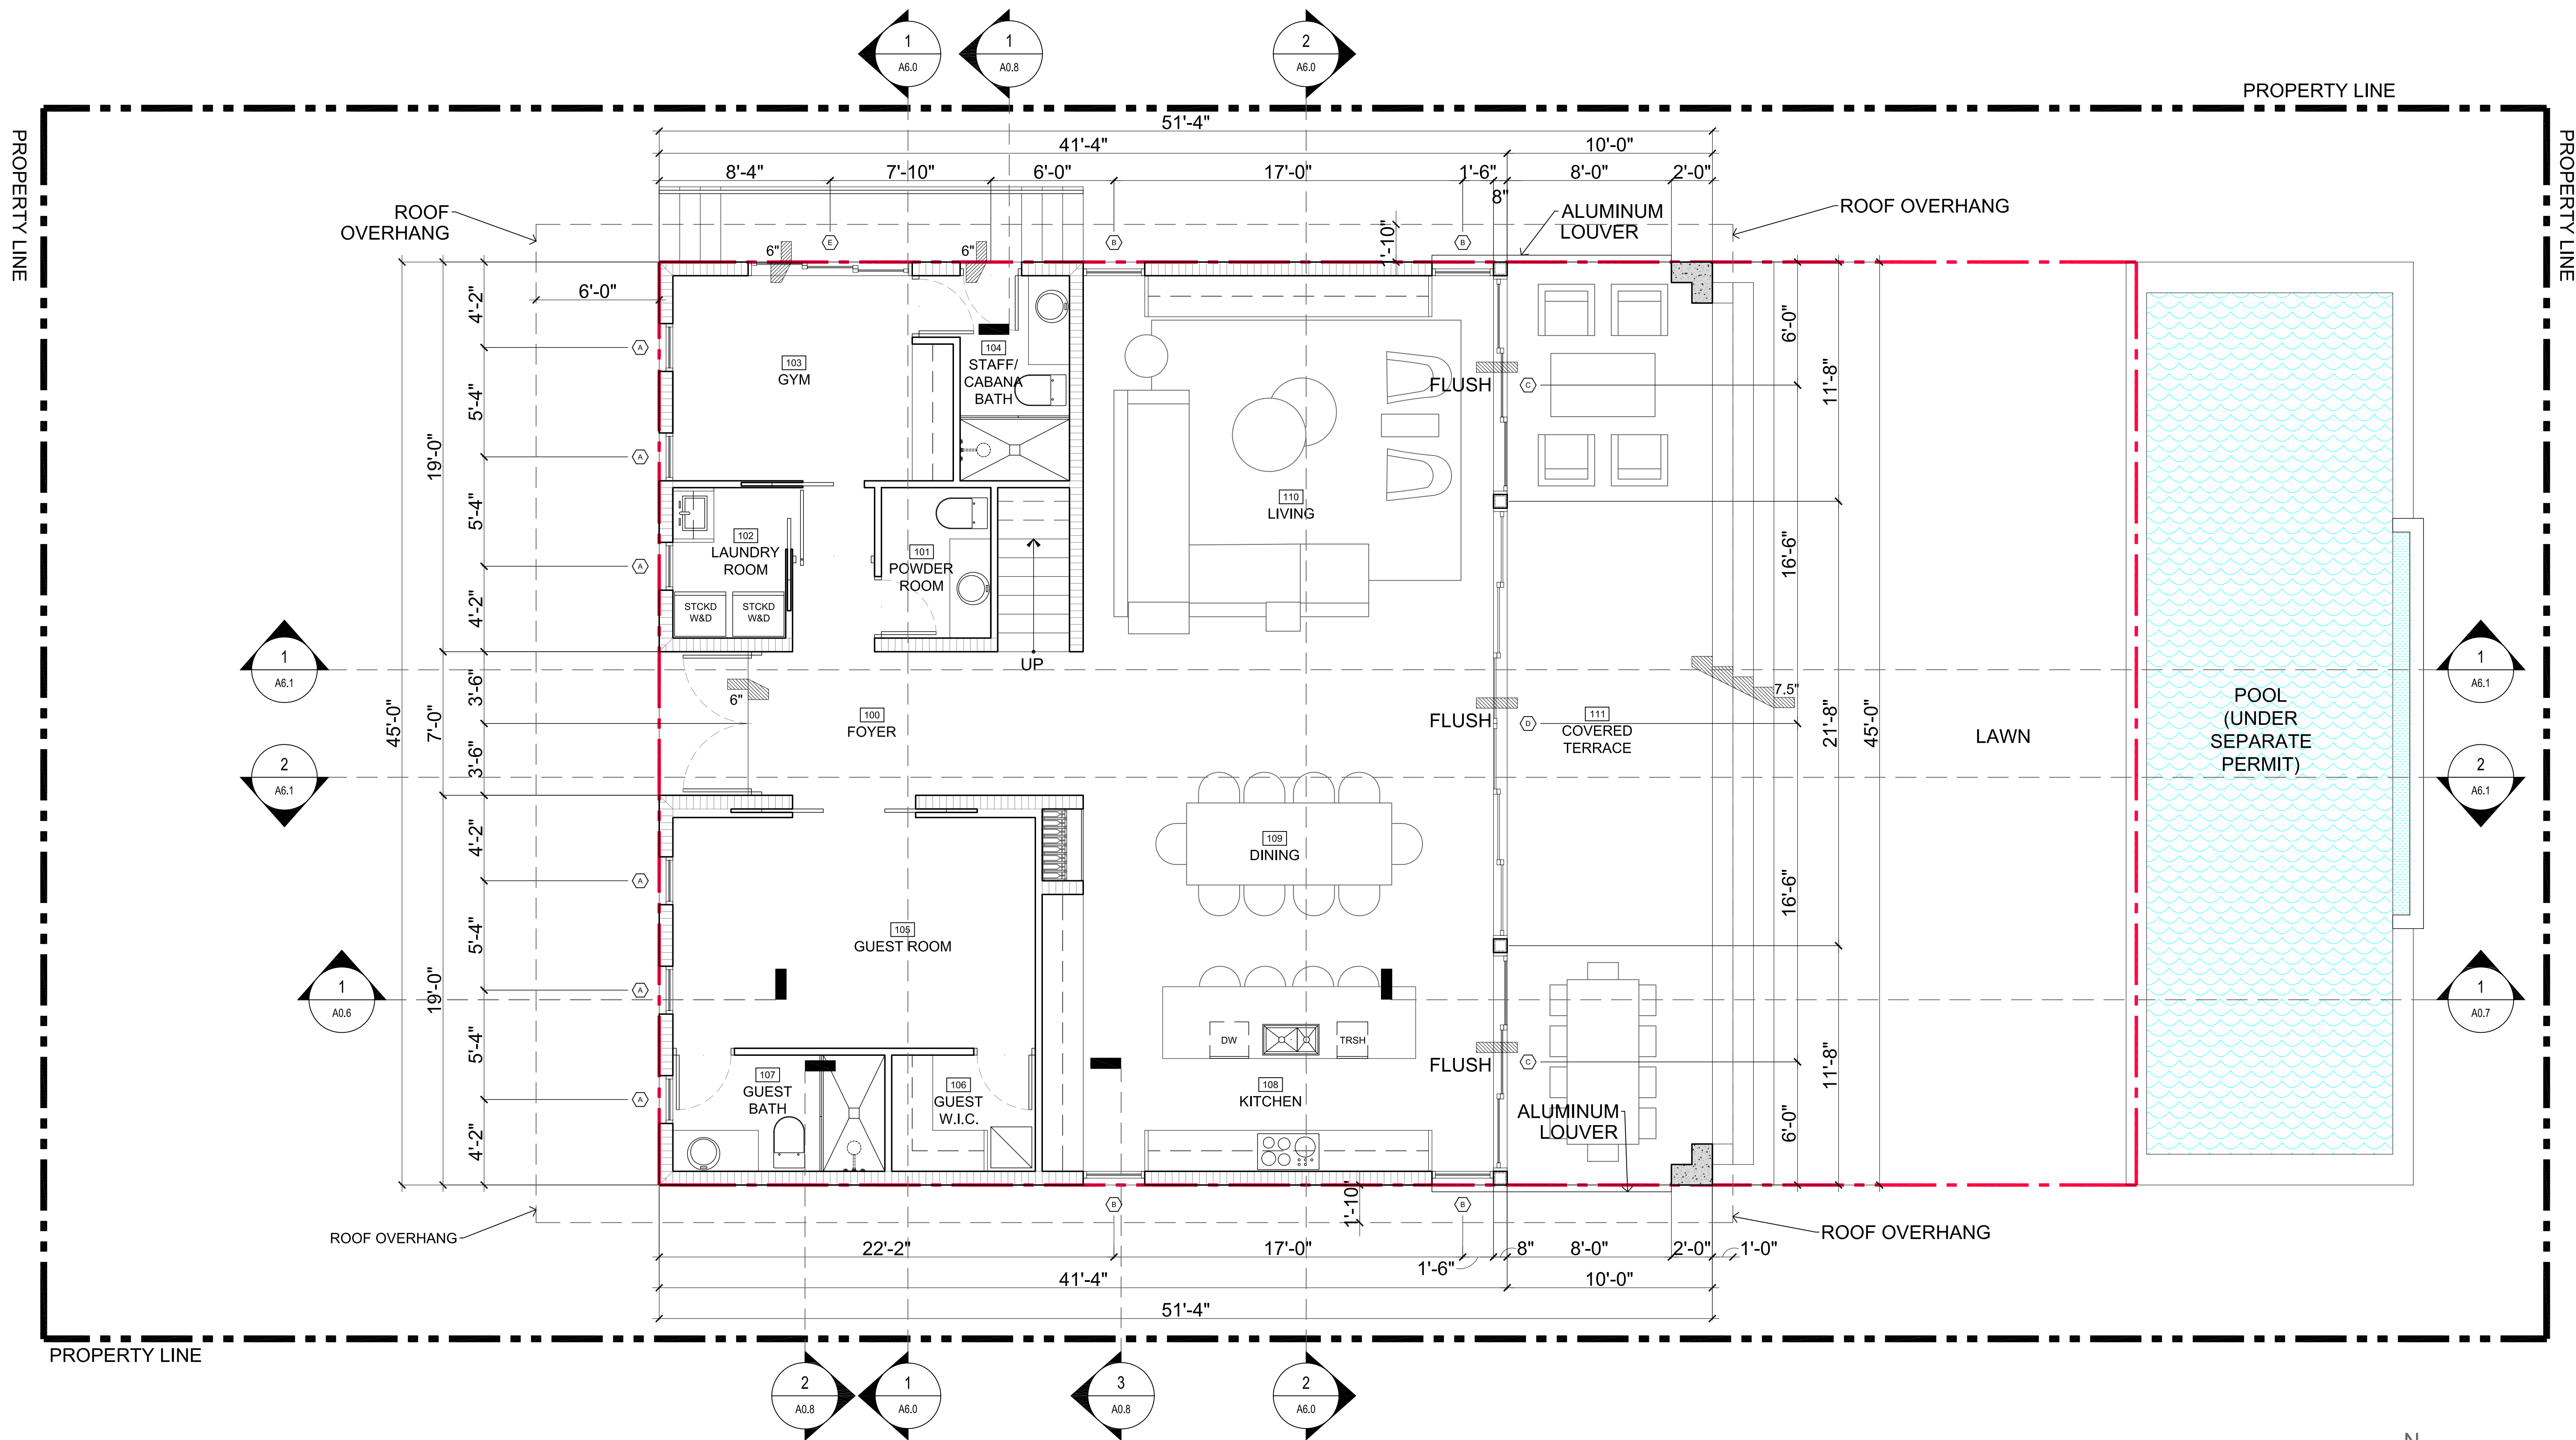 1
A6.0
1
A0.8
2
A6.0
PROPERTY LINE
PROPERTY LINE
PROPERTY LINE
51'-4"
41'-4"
10'-0"
8'-4"
7'-10"
6'-0"
17'-0"
1'-6"
8"
8'-0"
2'-0"
ROOF
OVERHANG
ALUMINUM
LOUVER
ROOF OVERHANG
6"
E
6"
B
B
1'-10"
6'-0"
4'-2"
5'-4"
5'-4"
4'-2"
19'-0"
A
A
A
103
GYM
104
STAFF/
CABANA
BATH
FLUSH
C
6'-0"
11'-8"
110
LIVING
102
LAUNDRY
ROOM
101
POWDER
ROOM
STCKD
W&D
STCKD
W&D
16'-6"
UP
1
A6.1
1
A6.1
3'-6"
3'-6"
7'-0"
45'-0"
6"
100
FOYER
FLUSH
D
111
COVERED
TERRACE
7.5"
21'-8"
45'-0"
LAWN
POOL
(UNDER
SEPARATE
PERMIT)
2
A6.1
2
A6.1
4'-2"
5'-4"
5'-4"
4'-2"
19'-0"
A
A
A
109
DINING
16'-6"
105
GUEST ROOM
1
A0.6
1
A0.7
DW
TRSH
FLUSH
C
11'-8"
6'-0"
107
GUEST
BATH
106
GUEST
W.I.C.
108
KITCHEN
ALUMINUM
LOUVER
B
B
1'-10"
ROOF OVERHANG
ROOF OVERHANG
22'-2"
17'-0"
1'-6"
8"
8'-0"
2'-0"
1'-0"
41'-4"
10'-0"
51'-4"
PROPERTY LINE
2
A0.8
1
A6.0
3
A0.8
2
A6.0
N